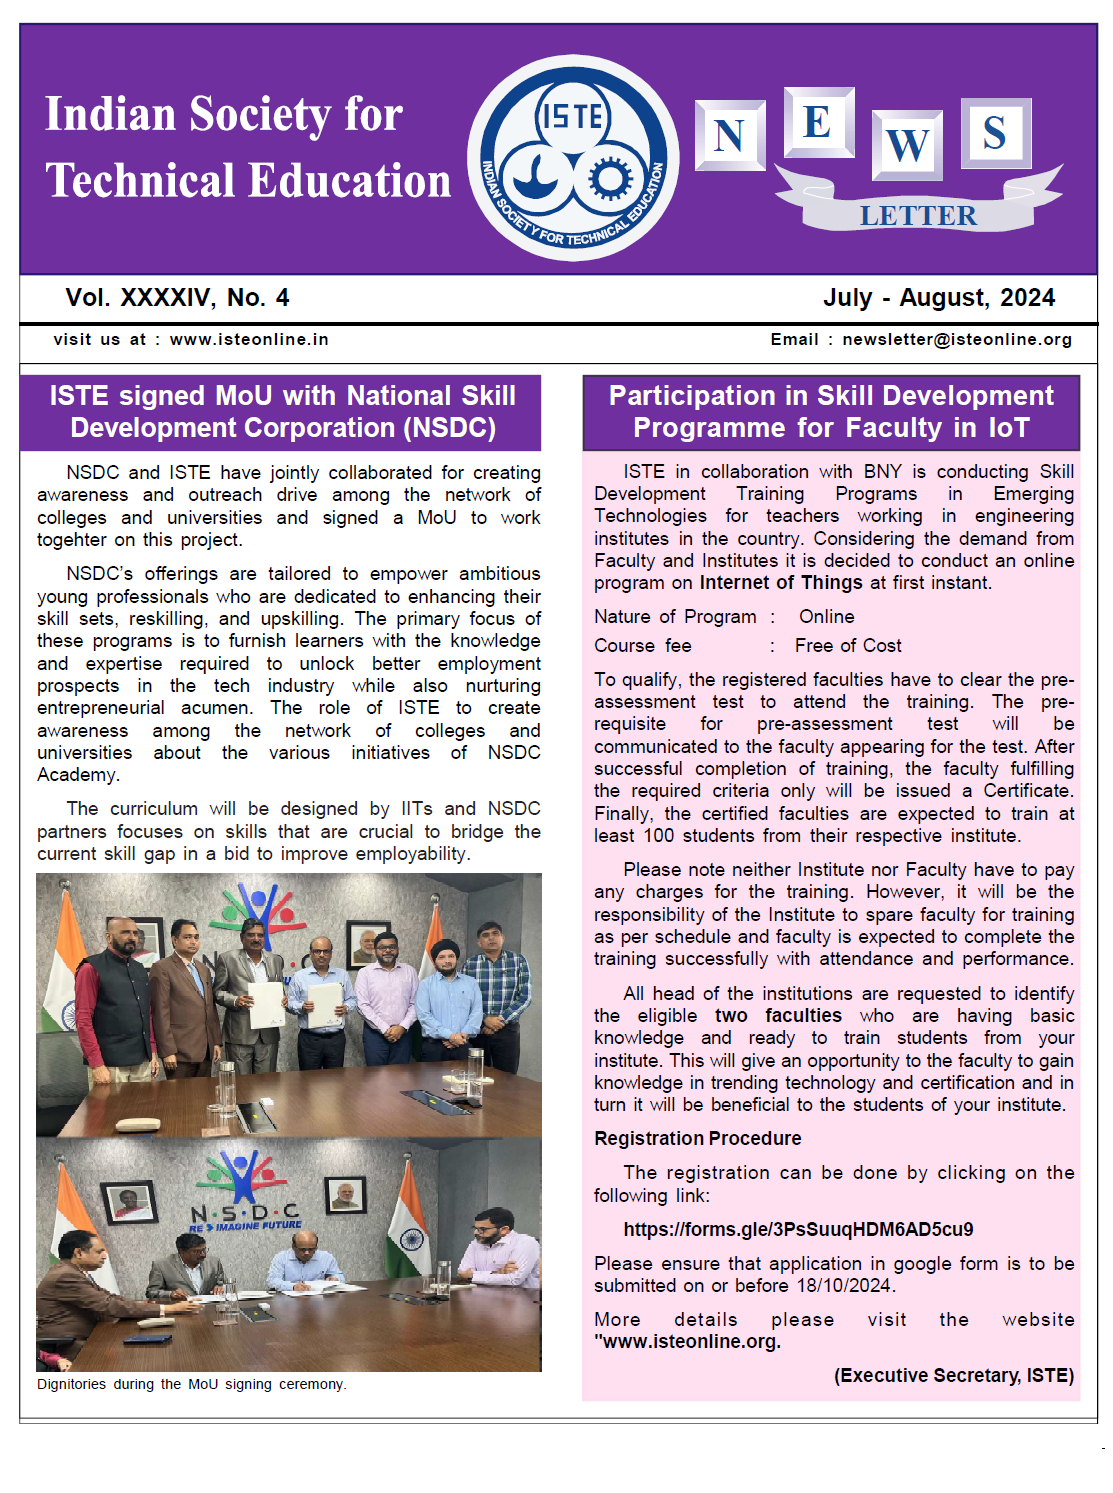 Indian Society for
Technical Education
ISTE
INDIAN SOCIETY FOR TECHNICAL EDUCATION
N E W S
LETTER
Vol. XXXXIV, No. 4
July - August, 2024
visit us at : www.isteonline.in
Email : newsletter@isteonline.org
ISTE signed MoU with National Skill
Development Corporation (NSDC)
NSDC and ISTE have jointly collaborated for creating
awareness and outreach drive among the network of
colleges and universities and signed a MoU to work
togehter on this project.
NSDC's offerings are tailored to empower ambitious
young professionals who are dedicated to enhancing their
skill sets, reskilling, and upskilling. The primary focus of
these programs is to furnish learners with the knowledge
and expertise required to unlock better employment
prospects in the tech industry while also nurturing
entrepreneurial acumen. The role of ISTE to create
awareness among the network of colleges and
universities about the various initiatives of NSDC
Academy.
The curriculum will be designed by IITs and NSDC
partners focuses on skills that are crucial to bridge the
current skill gap in a bid to improve employability.
N·S·D·C
RE IMAGINE FUTURE
Dignitories during the MoU signing ceremony.
Participation in Skill Development
Programme for Faculty in IoT
ISTE in collaboration with BNY is conducting Skill
Development Training Programs in Emerging
Technologies for teachers working in engineering
institutes in the country. Considering the demand from
Faculty and Institutes it is decided to conduct an online
program on Internet of Things at first instant.
Nature of Program : Online
Course fee : Free of Cost
To qualify, the registered faculties have to clear the pre-
assessment test to attend the training. The pre-
requisite for pre-assessment test will be
communicated to the faculty appearing for the test. After
successful completion of training, the faculty fulfilling
the required criteria only will be issued a Certificate.
Finally, the certified faculties are expected to train at
least 100 students from their respective institute.
Please note neither Institute nor Faculty have to pay
any charges for the training. However, it will be the
responsibility of the Institute to spare faculty for training
as per schedule and faculty is expected to complete the
training successfully with attendance and performance.
All head of the institutions are requested to identify
the eligible two faculties who are having basic
knowledge and ready to train students from your
institute. This will give an opportunity to the faculty to gain
knowledge in trending technology and certification and in
turn it will be beneficial to the students of your institute.
Registration Procedure
The registration can be done by clicking on the
following link:
https://forms.gle/3PsSuuqHDM6AD5cu9
Please ensure that application in google form is to be
submitted on or before 18/10/2024.
More details please visit the website
"www.isteonline.org.
(Executive Secretary, ISTE)